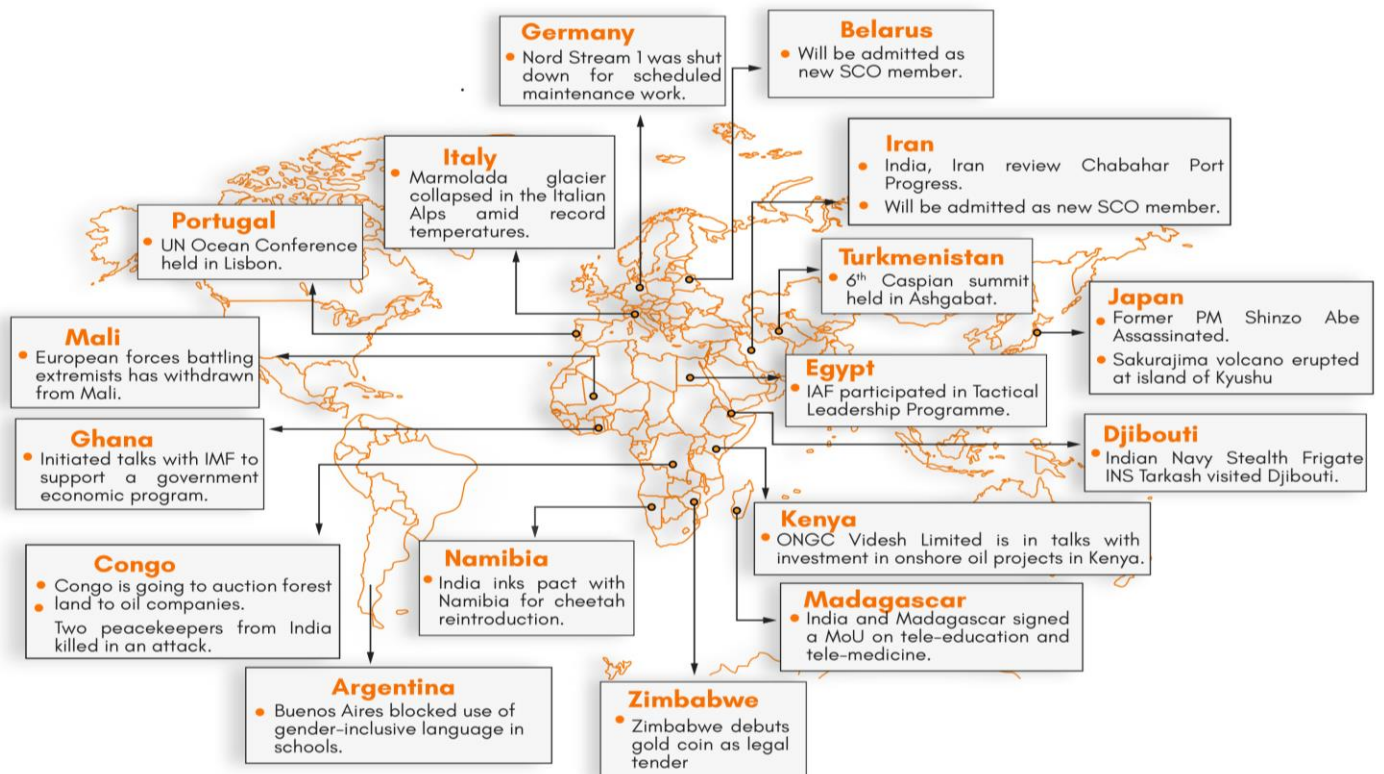 Germany
Nord Stream 1 was shut
down for scheduled
maintenance work.
Belarus
Will be admitted as
new SCO member.
Italy
Marmolada glacier
collapsed in the Italian
Alps amid record
temperatures.
Iran
India, Iran review Chabahar Port
Progress.
Will be admitted as new SCO member.
Portugal
UN Ocean Conference
held in Lisbon.
Turkmenistan
6th Caspian summit
held in Ashgabat.
Japan
Former PM Shinzo Abe
Assassinated.
Sakurajima volcano erupted
at island of Kyushu
Mali
European forces battling
extremists has withdrawn
from Mali.
Egypt
IAF participated in Tactical
Leadership Programme.
Ghana
Initiated talks with IMF to
support a government
economic program.
Djibouti
Indian Navy Stealth Frigate
INS Tarkash visited Djibouti.
Kenya
ONGC Videsh Limited is in talks with
investment in onshore oil projects in Kenya.
Congo
Congo is going to auction forest
land to oil companies.
Two peacekeepers from India
killed in an attack.
Namibia
India inks pact with
Namibia for cheetah
reintroduction.
Madagascar
India and Madagascar signed
a MoU on tele-education and
tele-medicine.
Argentina
Buenos Aires blocked use of
gender-inclusive language in
schools.
Zimbabwe
Zimbabwe debuts
gold coin as legal
tender